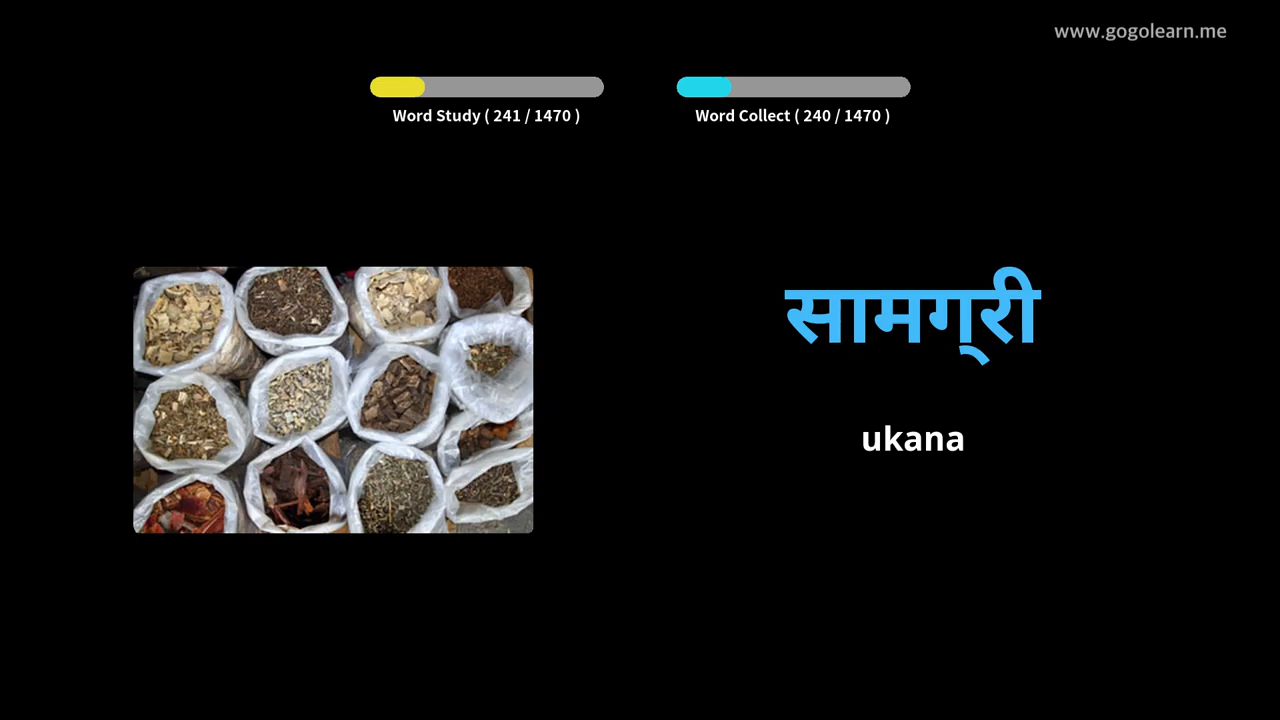 www.gogolearn.me
Word Study ( 241 / 1470 )
Word Collect ( 240 / 1470 )
सामग्री
ukana